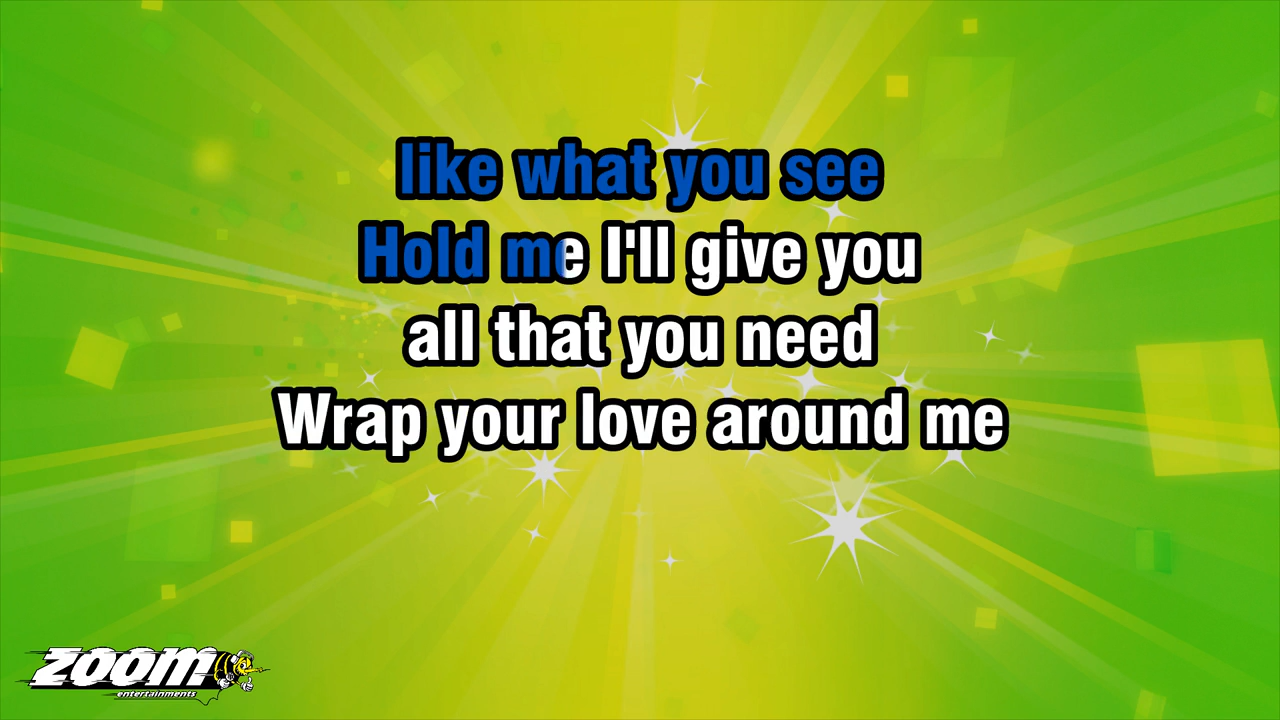 like what you see
Hold me I'll give you
all that you need
Wrap your love around me
ZOOM
entertainments